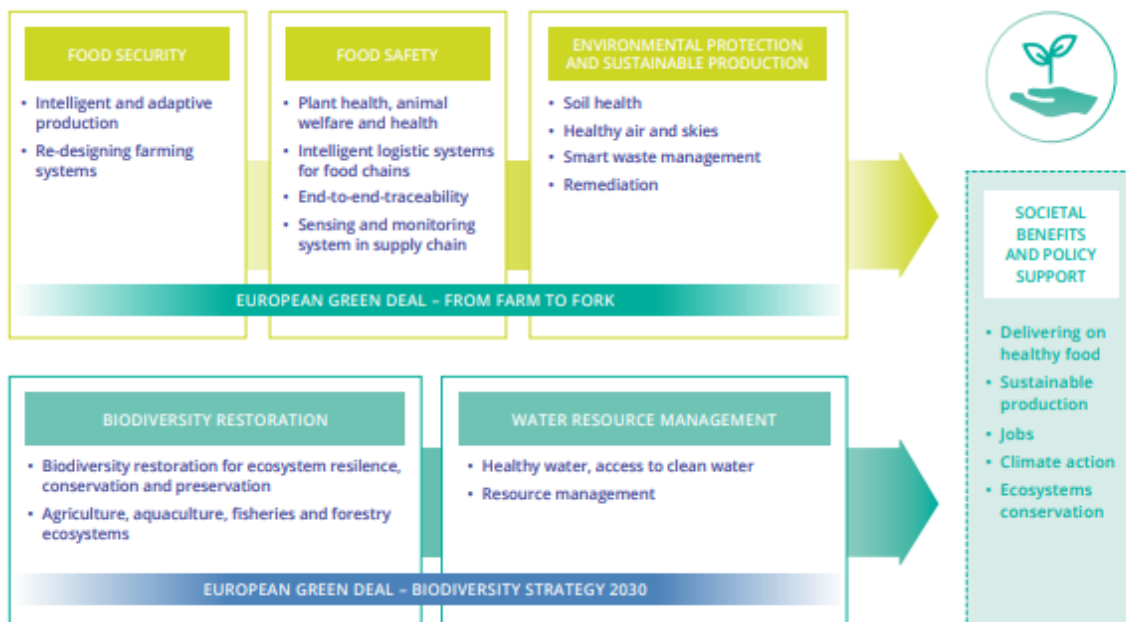 FOOD SECURITY
• Intelligent and adaptive
production
• Re-designing farming
systems
FOOD SAFETY
• Plant health, animal
welfare and health
• Intelligent logistic systems
for food chains
• End-to-end-traceability
• Sensing and monitoring
system in supply chain
ENVIRONMENTAL PROTECTION
AND SUSTAINABLE PRODUCTION
• Soil health
• Healthy air and skies
• Smart waste management
• Remediation
EUROPEAN GREEN DEAL – FROM FARM TO FORK
BIODIVERSITY RESTORATION
• Biodiversity restoration for ecosystem resilence,
conservation and preservation
• Agriculture, aquaculture, fisheries and forestry
ecosystems
WATER RESOURCE MANAGEMENT
• Healthy water, access to clean water
• Resource management
EUROPEAN GREEN DEAL – BIODIVERSITY STRATEGY 2030
SOCIETAL
BENEFITS
AND POLICY
SUPPORT
• Delivering on
healthy food
• Sustainable
production
• Jobs
• Climate action
• Ecosystems
conservation